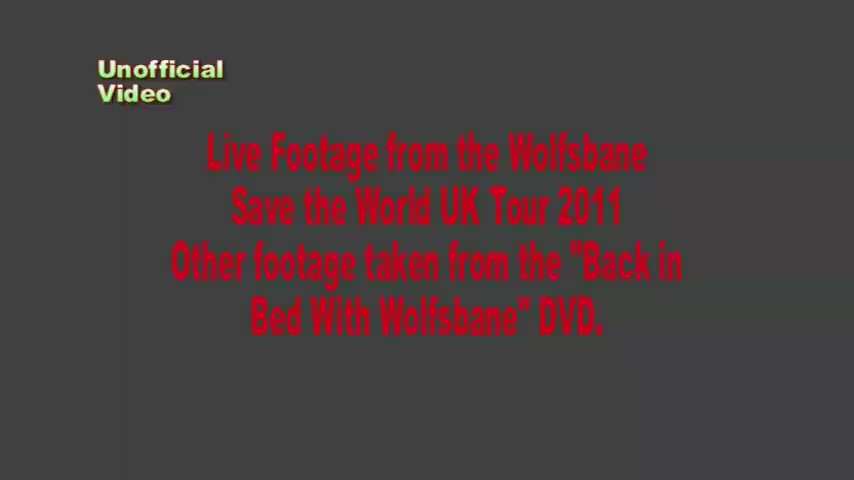 Unofficial
Video
Live Footage from the Wolfsbane
Save the World UK Tour 2011
Other footage taken from the "Back in
Bed With Wolfsbane" DVD.